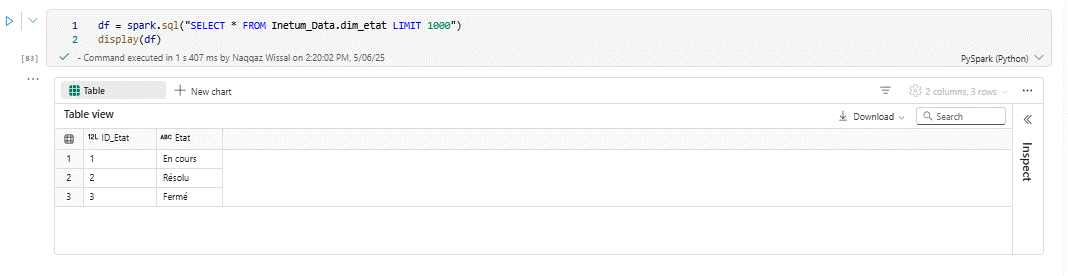 1 df = spark.sql("SELECT * FROM Inetum_Data.dim_etat LIMIT 1000")
2 display(df)
[83] - Command executed in 1 s 407 ms by Naqqaz Wissal on 2:20:02 PM, 5/06/25 PySpark (Python)
Table New chart 2 columns, 3 rows
Table view Download Search
12L ID_Etat ABC Etat
1 1 En cours
2 2 Résolu
3 3 Fermé
Inspect